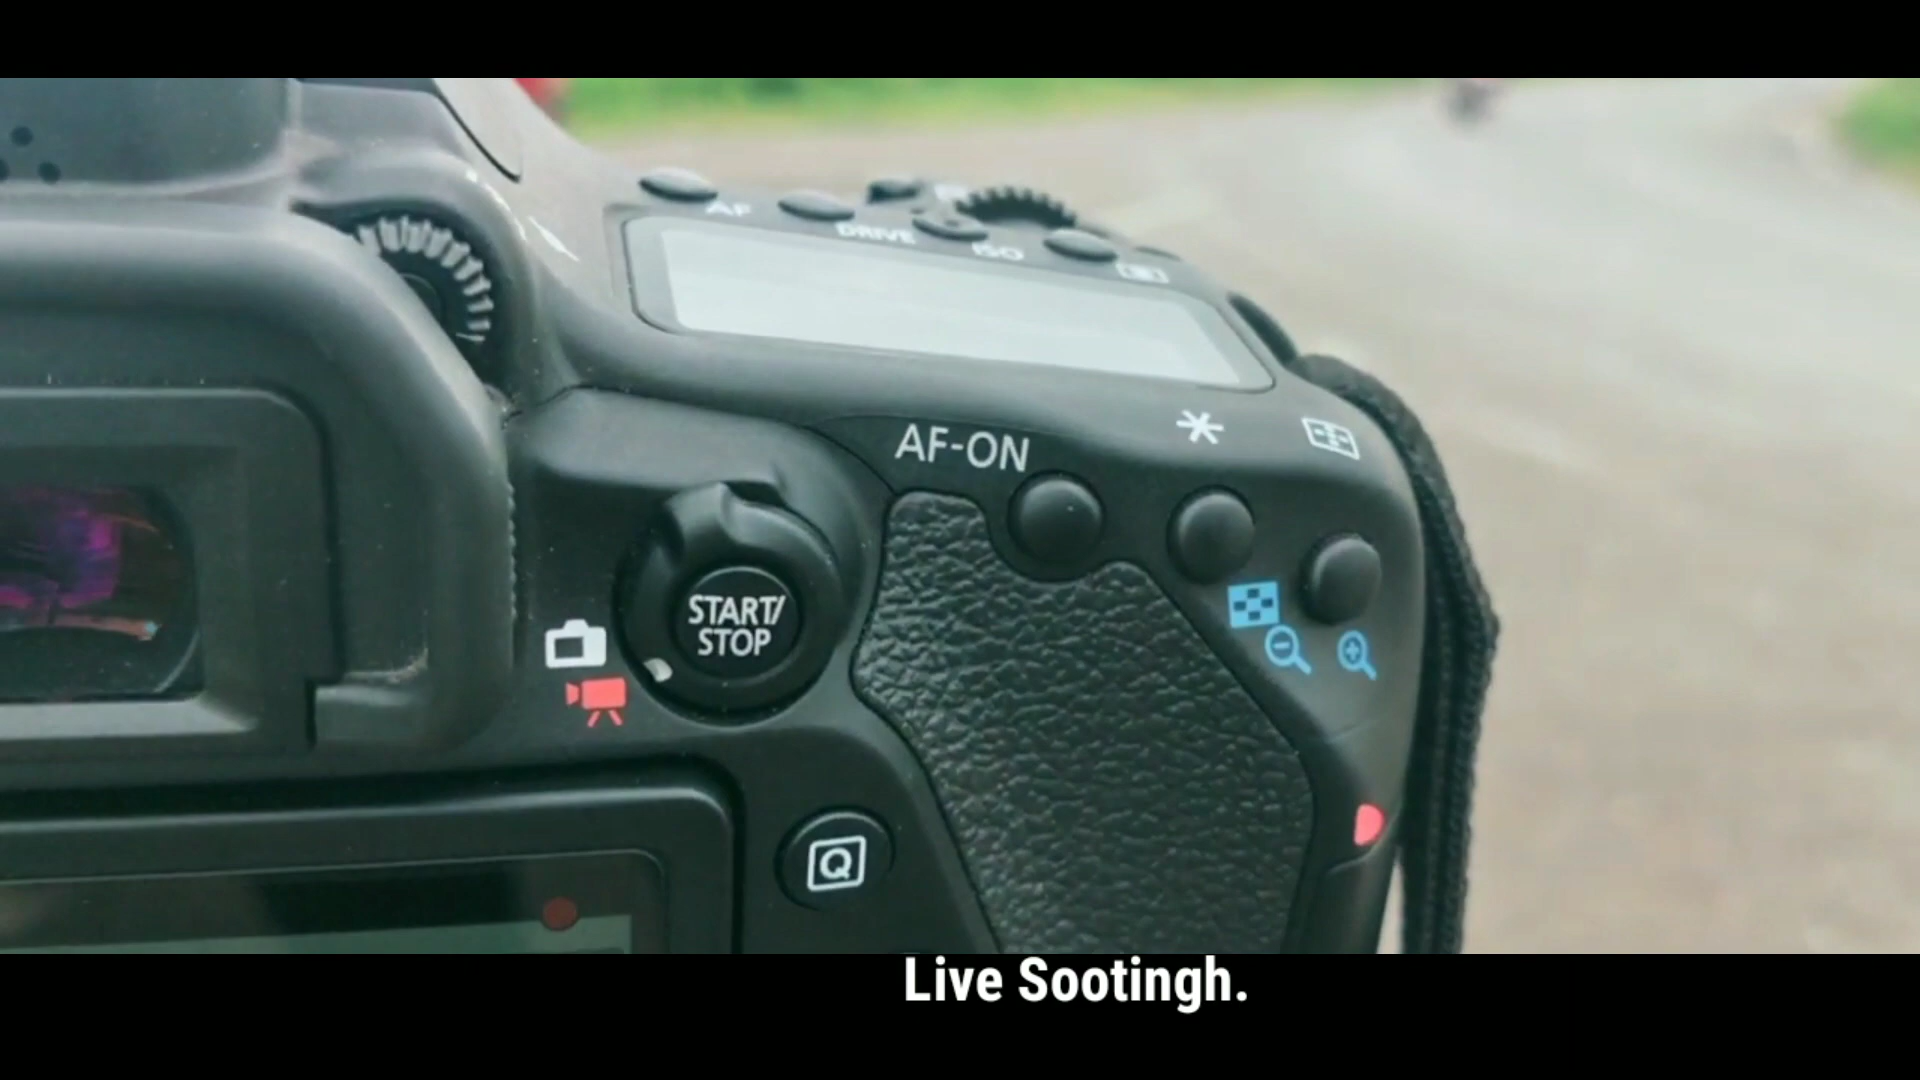 AF
DRIVE
ISO
AF-ON
START/
STOP
Q
Live Sootingh.